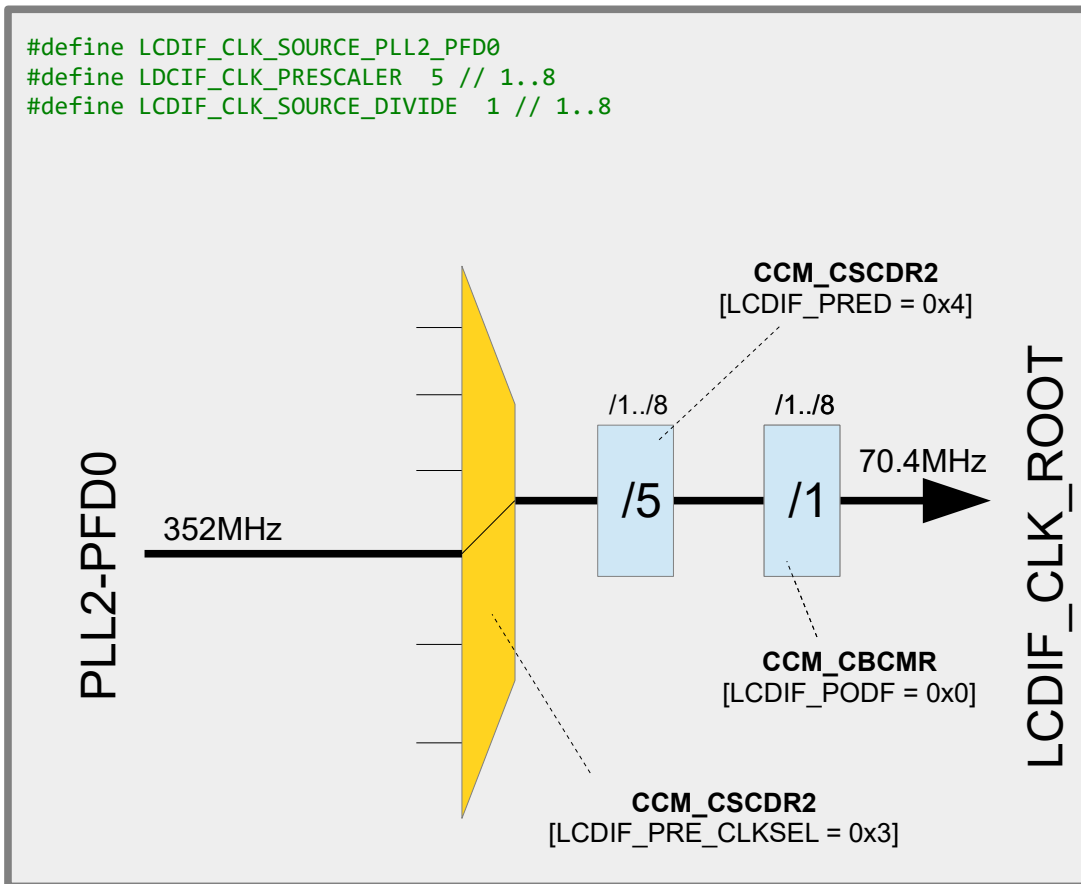 #define LCDIF_CLK_SOURCE_PLL2_PFD0
#define LDCIF_CLK_PRESCALER  5 // 1..8
#define LCDIF_CLK_SOURCE_DIVIDE  1 // 1..8
CCM_CSCDR2
[LCDIF_PRED = 0x4]
/1../8
/1../8
PLL2-PFD0
352MHz
/5
/1
70.4MHz
LCDIF_CLK_ROOT
CCM_CBCMR
[LCDIF_PODF = 0x0]
CCM_CSCDR2
[LCDIF_PRE_CLKSEL = 0x3]